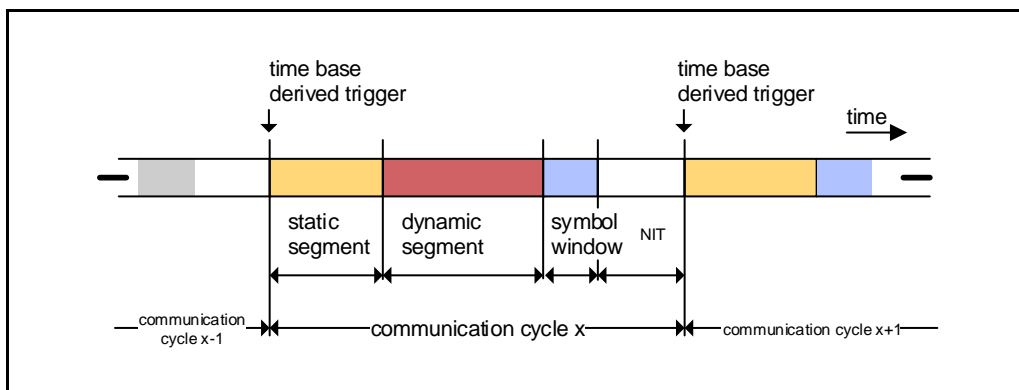 time base
derived trigger
time base
derived trigger
time
static
segment
dynamic
segment
symbol
window
NIT
communication
cycle x-1
communication cycle x
communication cycle x+1